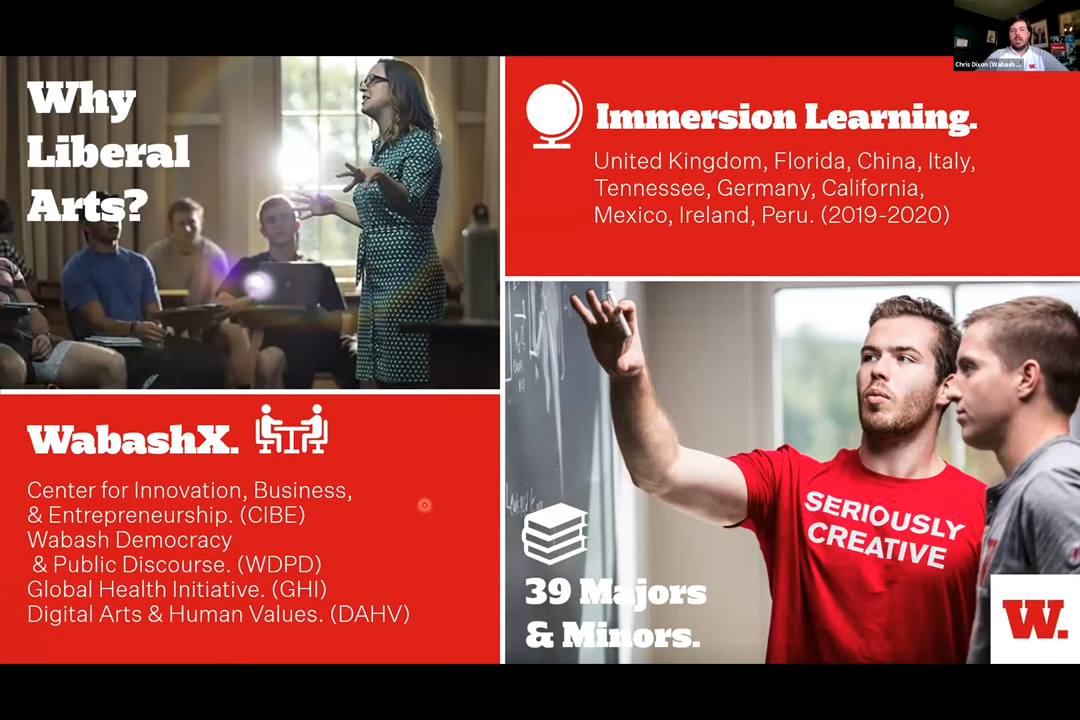 Why
Liberal
Arts?
Chris Dixon (Wabash ...
Immersion Learning.
United Kingdom, Florida, China, Italy,
Tennessee, Germany, California,
Mexico, Ireland, Peru. (2019-2020)
WabashX.
Center for Innovation, Business,
& Entrepreneurship. (CIBE)
Wabash Democracy
& Public Discourse. (WDPD)
Global Health Initiative. (GHI)
Digital Arts & Human Values. (DAHV)
SERIOUSLY
CREATIVE
39 Majors
& Minors.
W.